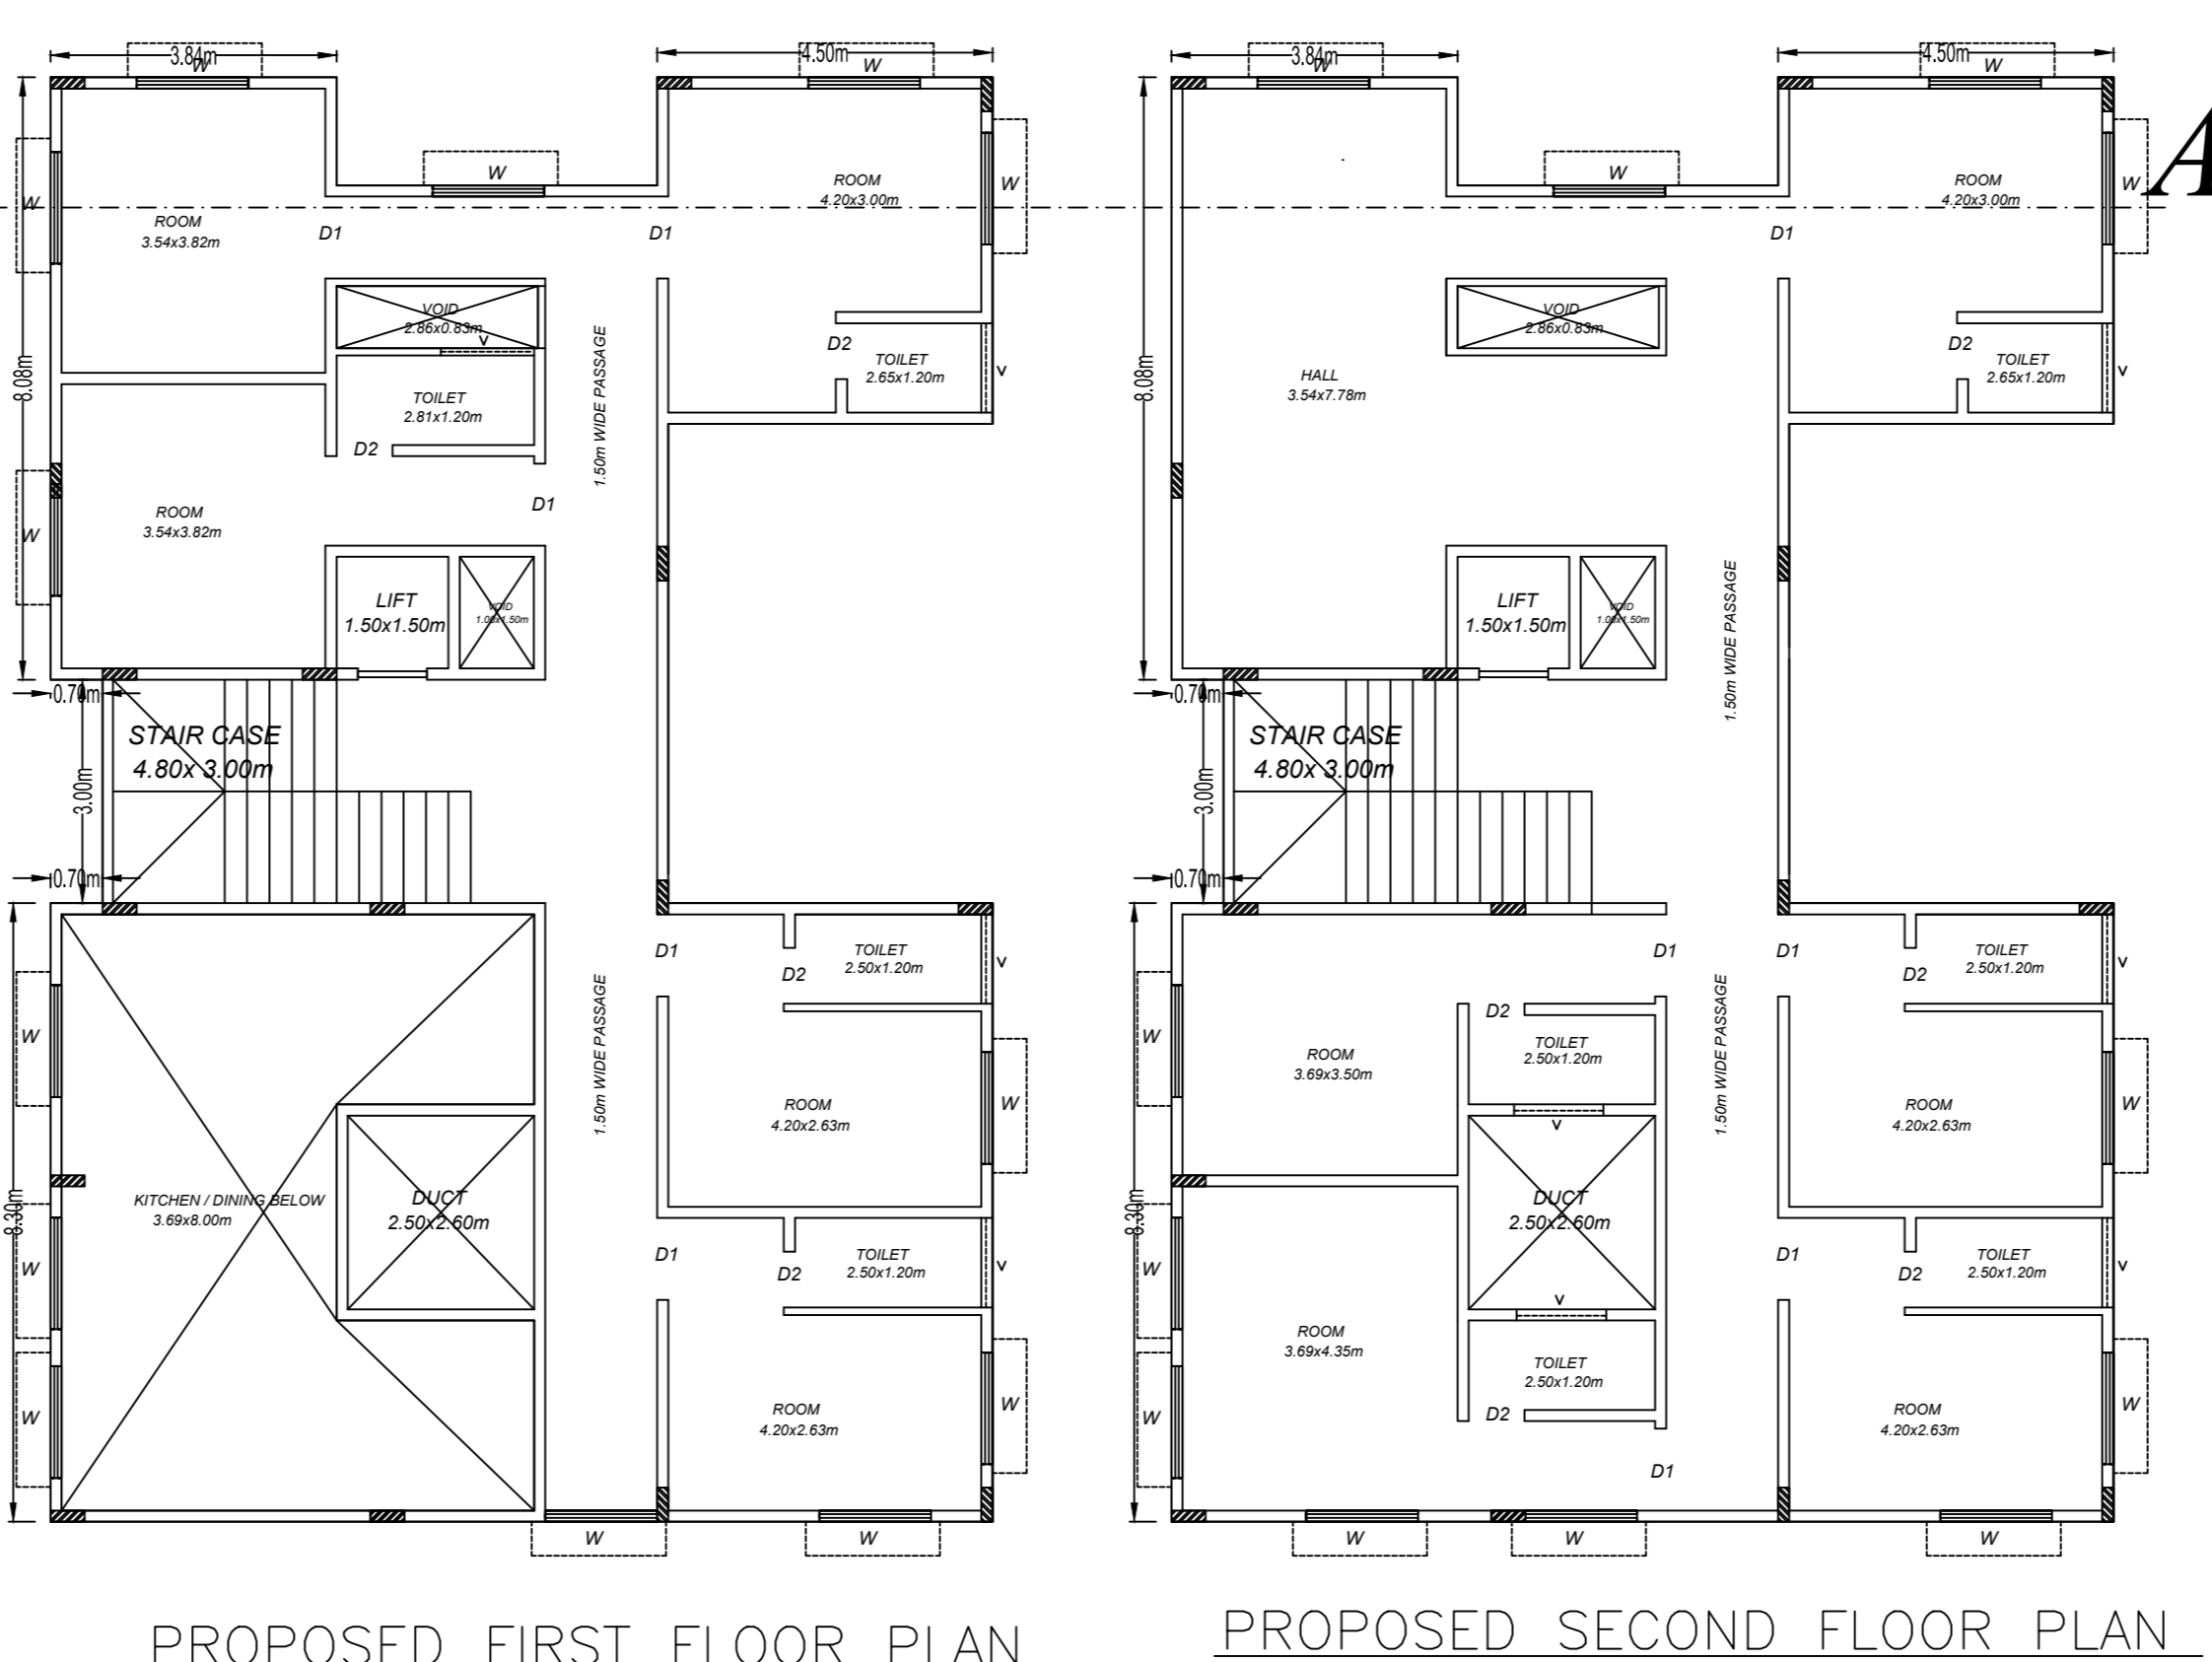 3.84m
W
4.50m
W
W
W
W
ROOM
4.20x3.00m
ROOM
3.54x3.82m
D1
D1
VOID
2.86x0.83m
V
D2
TOILET
2.65x1.20m
V
8.08m
TOILET
2.81x1.20m
1.50m WIDE PASSAGE
D2
D1
ROOM
3.54x3.82m
W
LIFT
1.50x1.50m
VOID
1.00x1.50m
0.70m
STAIR CASE
4.80x 3.00m
3.00m
0.70m
D1
TOILET
2.50x1.20m
V
D2
W
1.50m WIDE PASSAGE
ROOM
4.20x2.63m
W
KITCHEN / DINING BELOW
3.69x8.00m
DUCT
2.50x2.60m
8.30m
W
D1
TOILET
2.50x1.20m
V
D2
W
ROOM
4.20x2.63m
W
W
W
PROPOSED FIRST FLOOR PLAN
3.84m
W
4.50m
W
A
W
W
ROOM
4.20x3.00m
D1
VOID
2.86x0.83m
D2
TOILET
2.65x1.20m
V
8.08m
HALL
3.54x7.78m
LIFT
1.50x1.50m
VOID
1.00x1.50m
1.50m WIDE PASSAGE
0.70m
STAIR CASE
4.80x 3.00m
3.00m
0.70m
D1
D1
TOILET
2.50x1.20m
V
D2
D2
W
TOILET
2.50x1.20m
1.50m WIDE PASSAGE
ROOM
3.69x3.50m
ROOM
4.20x2.63m
W
V
DUCT
2.50x2.60m
8.30m
W
D1
TOILET
2.50x1.20m
V
D2
V
ROOM
3.69x4.35m
TOILET
2.50x1.20m
D2
W
ROOM
4.20x2.63m
W
D1
W
W
W
PROPOSED SECOND FLOOR PLAN